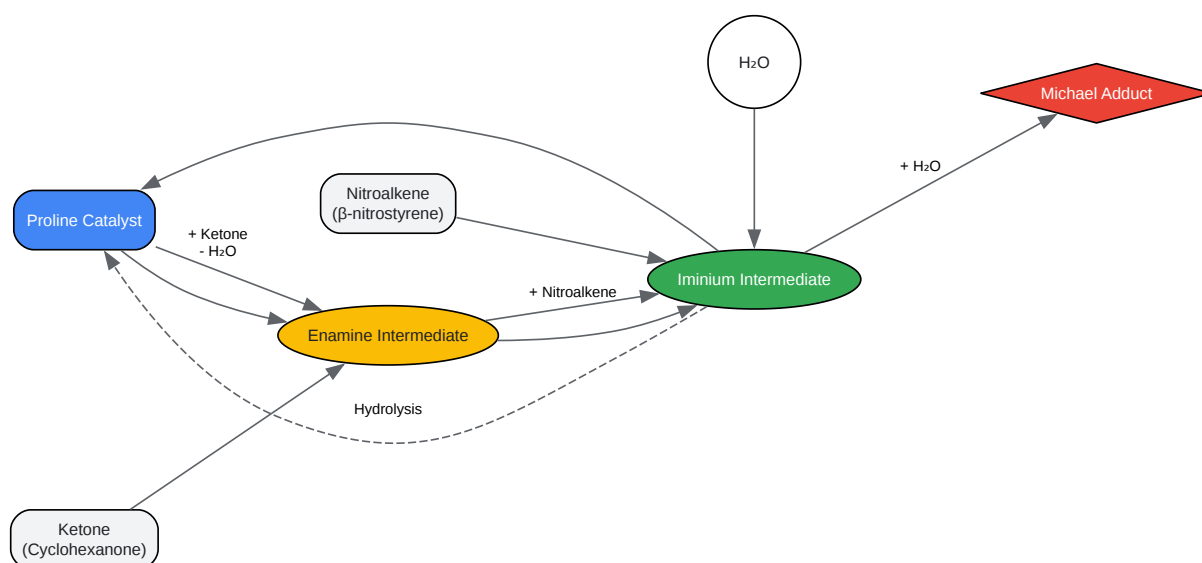 H₂O
Michael Adduct
+ H₂O
Nitroalkene
(β-nitrostyrene)
Proline Catalyst
+ Ketone
- H₂O
Iminium Intermediate
+ Nitroalkene
Enamine Intermediate
Hydrolysis
Ketone
(Cyclohexanone)